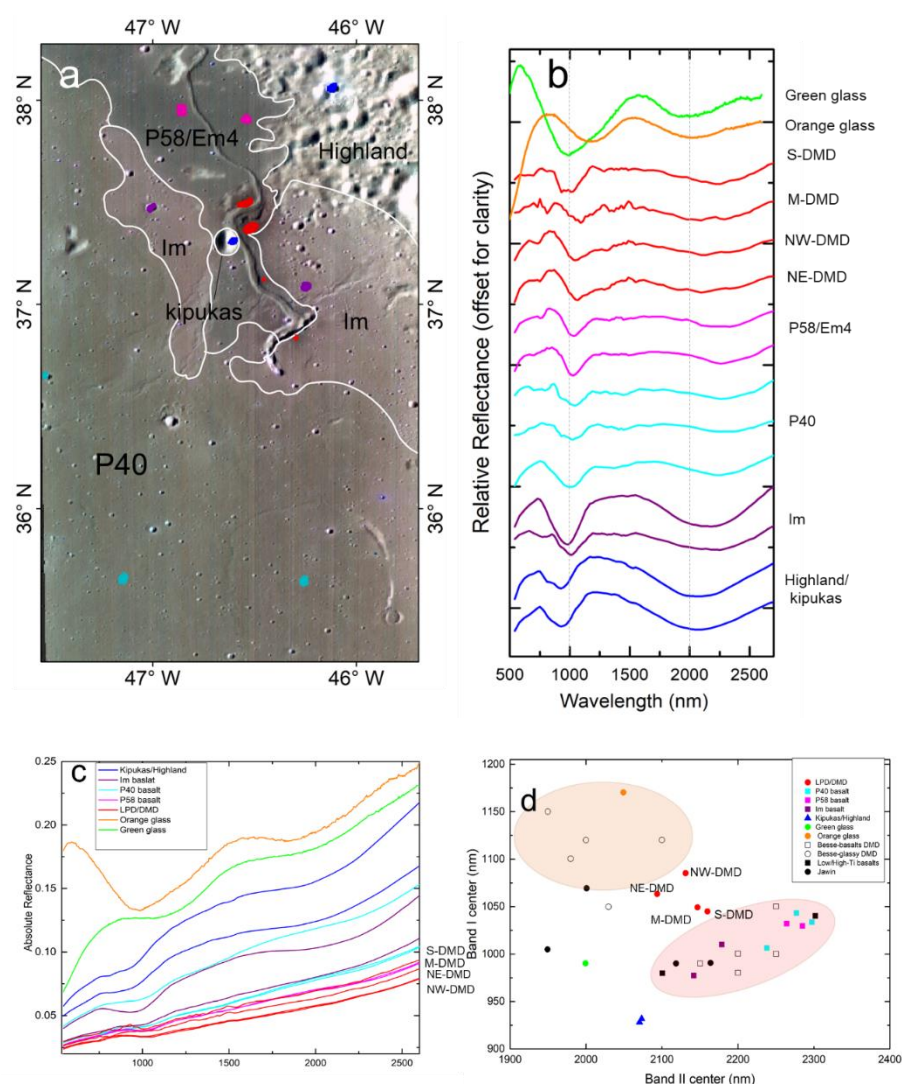 47° W
46° W
a
38° N
38° N
P58/Em4
Highland
Im
kipukas
Im
37° N
37° N
P40
36° N
36° N
47° W
46° W
b
Relative Reflectance (offset for clarity)
Green glass
Orange glass
S-DMD
M-DMD
NW-DMD
NE-DMD
P58/Em4
P40
Im
Highland/
kipukas
500
1000
1500
2000
2500
Wavelength (nm)
c
Absolute Reflectance
0.25
0.20
0.15
0.10
0.05
Kipukas/Highland
Im baslat
P40 basalt
P58 basalt
LPD/DMD
Orange glass
Green glass
S-DMD
M-DMD
NE-DMD
NW-DMD
1000
1500
2000
2500
d
Band I center (nm)
1200
1150
1100
1050
1000
950
900
LPD/DMD
P40 basalt
P58 basalt
Im basalt
Kipukas/Highland
Green glass
Orange glass
Besse-basalts DMD
Besse-glassy DMD
Low/High-Ti basalts
Jawin
NW-DMD
NE-DMD
M-DMD
S-DMD
1900
2000
2100
2200
2300
2400
Band II center (nm)